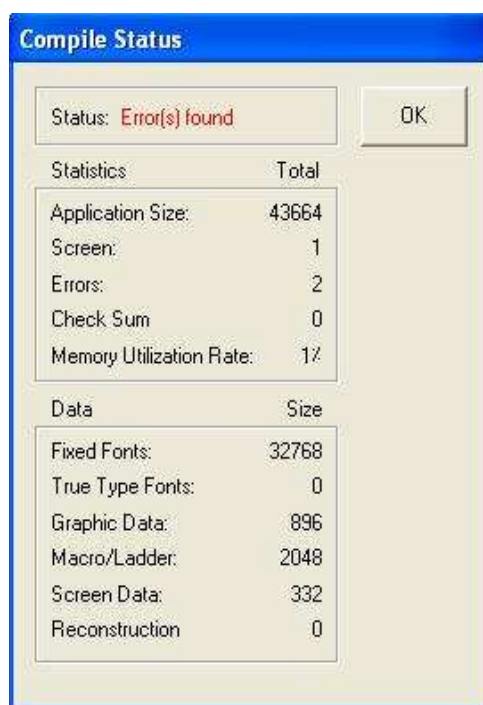 Compile Status
Status: Error(s) found OK
Statistics Total
Application Size: 43664
Screen: 1
Errors: 2
Check Sum 0
Memory Utilization Rate: 1%
Data Size
Fixed Fonts: 32768
True Type Fonts: 0
Graphic Data: 896
Macro/Ladder: 2048
Screen Data: 332
Reconstruction 0